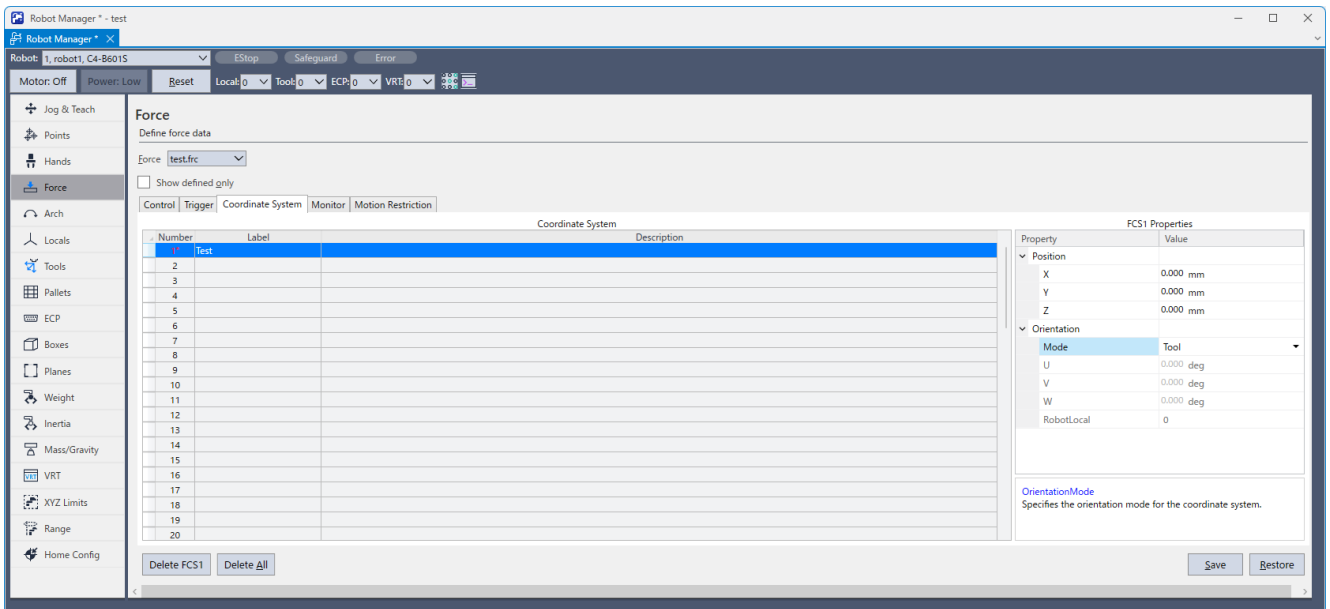 Robot Manager * - test
Robot Manager *
Robot: 1, robot1, C4-B601S EStop Safeguard Error
Motor: Off Power: Low Reset Local: 0 Tool: 0 ECP: 0 VRT: 0
Jog & Teach
Points
Hands
Force
Arch
Locals
Tools
Pallets
ECP
Boxes
Planes
Weight
Inertia
Mass/Gravity
VRT
XYZ Limits
Range
Home Config
Force
Define force data
Force test.frc
Show defined only
Control Trigger Coordinate System Monitor Motion Restriction
Coordinate System
Number Label Description
1* Test
2
3
4
5
6
7
8
9
10
11
12
13
14
15
16
17
18
19
20
FCS1 Properties
Property Value
Position
X 0.000 mm
Y 0.000 mm
Z 0.000 mm
Orientation
Mode Tool
U 0.000 deg
V 0.000 deg
W 0.000 deg
RobotLocal 0
OrientationMode
Specifies the orientation mode for the coordinate system.
Delete FCS1 Delete All Save Restore